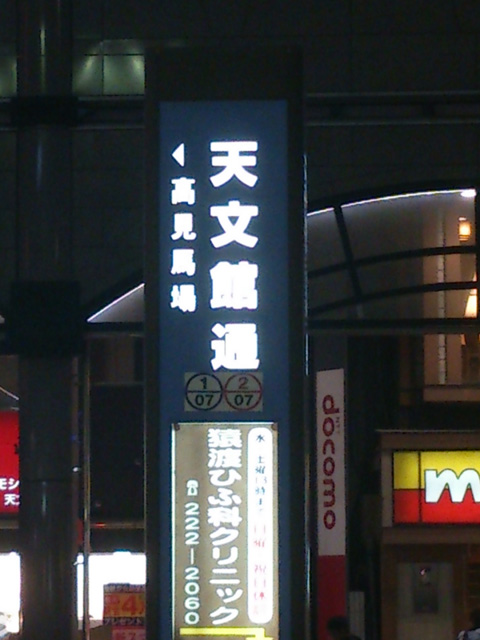 天文館通
◀高見馬場
1
07
2
07
猿渡ひふ科クリニック
☎222-2060
docomo
m